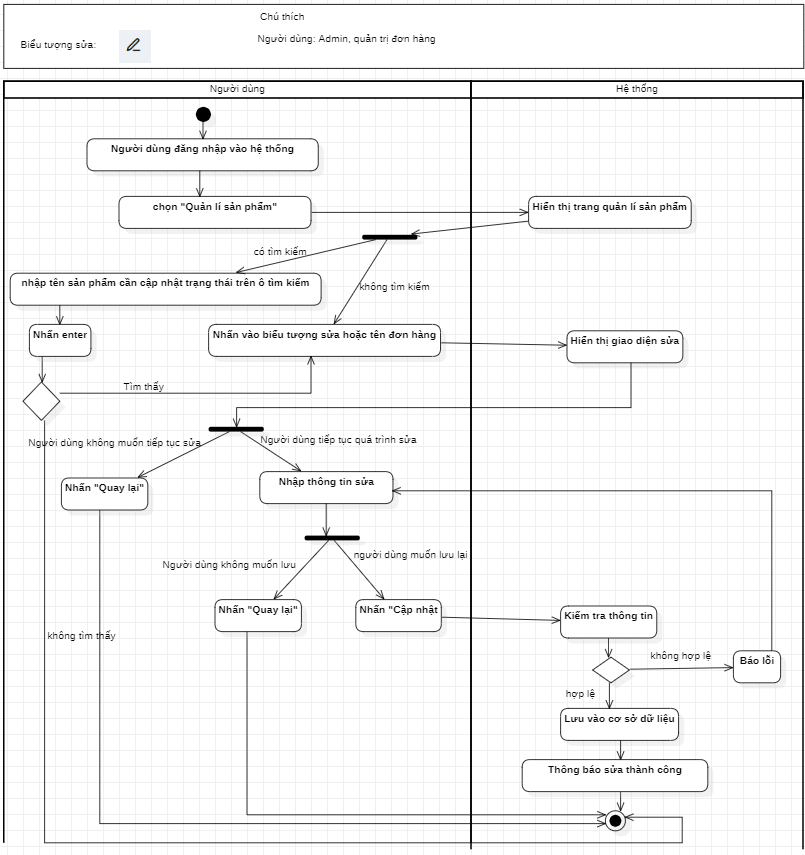 Chú thích
Người dùng: Admin, quản trị đơn hàng
Biểu tượng sửa:
Người dùng
Hệ thống
Người dùng đăng nhập vào hệ thống
chọn "Quản lí sản phẩm"
Hiển thị trang quản lí sản phẩm
có tìm kiếm
nhập tên sản phẩm cần cập nhật trạng thái trên ô tìm kiếm
không tìm kiếm
Nhấn enter
Nhấn vào biểu tượng sửa hoặc tên đơn hàng
Hiển thị giao diện sửa
Tìm thấy
Người dùng không muốn tiếp tục sửa
Người dùng tiếp tục quá trình sửa
Nhấn "Quay lại"
Nhập thông tin sửa
người dùng muốn lưu lại
Người dùng không muốn lưu
Nhấn "Quay lại"
Nhấn "Cập nhật
Kiểm tra thông tin
không tìm thấy
không hợp lệ
Báo lỗi
hợp lệ
Lưu vào cơ sở dữ liệu
Thông báo sửa thành công